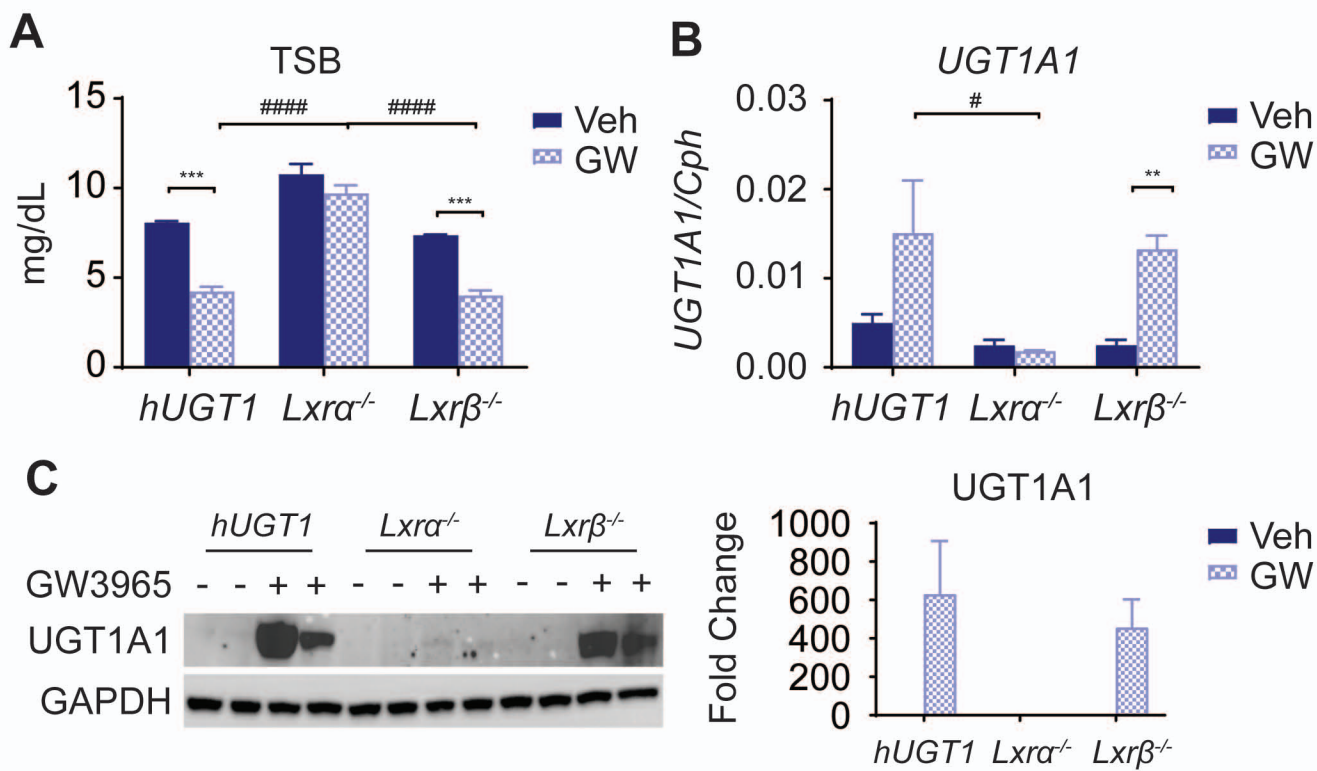 A
TSB
mg/dL
15
10
5
0
####
####
***
***
Veh
GW
hUGT1 Lxrα-/- Lxrβ-/-
B
UGT1A1
UGT1A1/Cph
0.03
0.02
0.01
0.00
#
**
Veh
GW
hUGT1 Lxrα-/- Lxrβ-/-
C
hUGT1 Lxrα-/- Lxrβ-/-
GW3965 - - + + - - + + - - + +
UGT1A1
GAPDH
UGT1A1
Fold Change
1000
800
600
400
200
0
Veh
GW
hUGT1 Lxrα-/- Lxrβ-/-